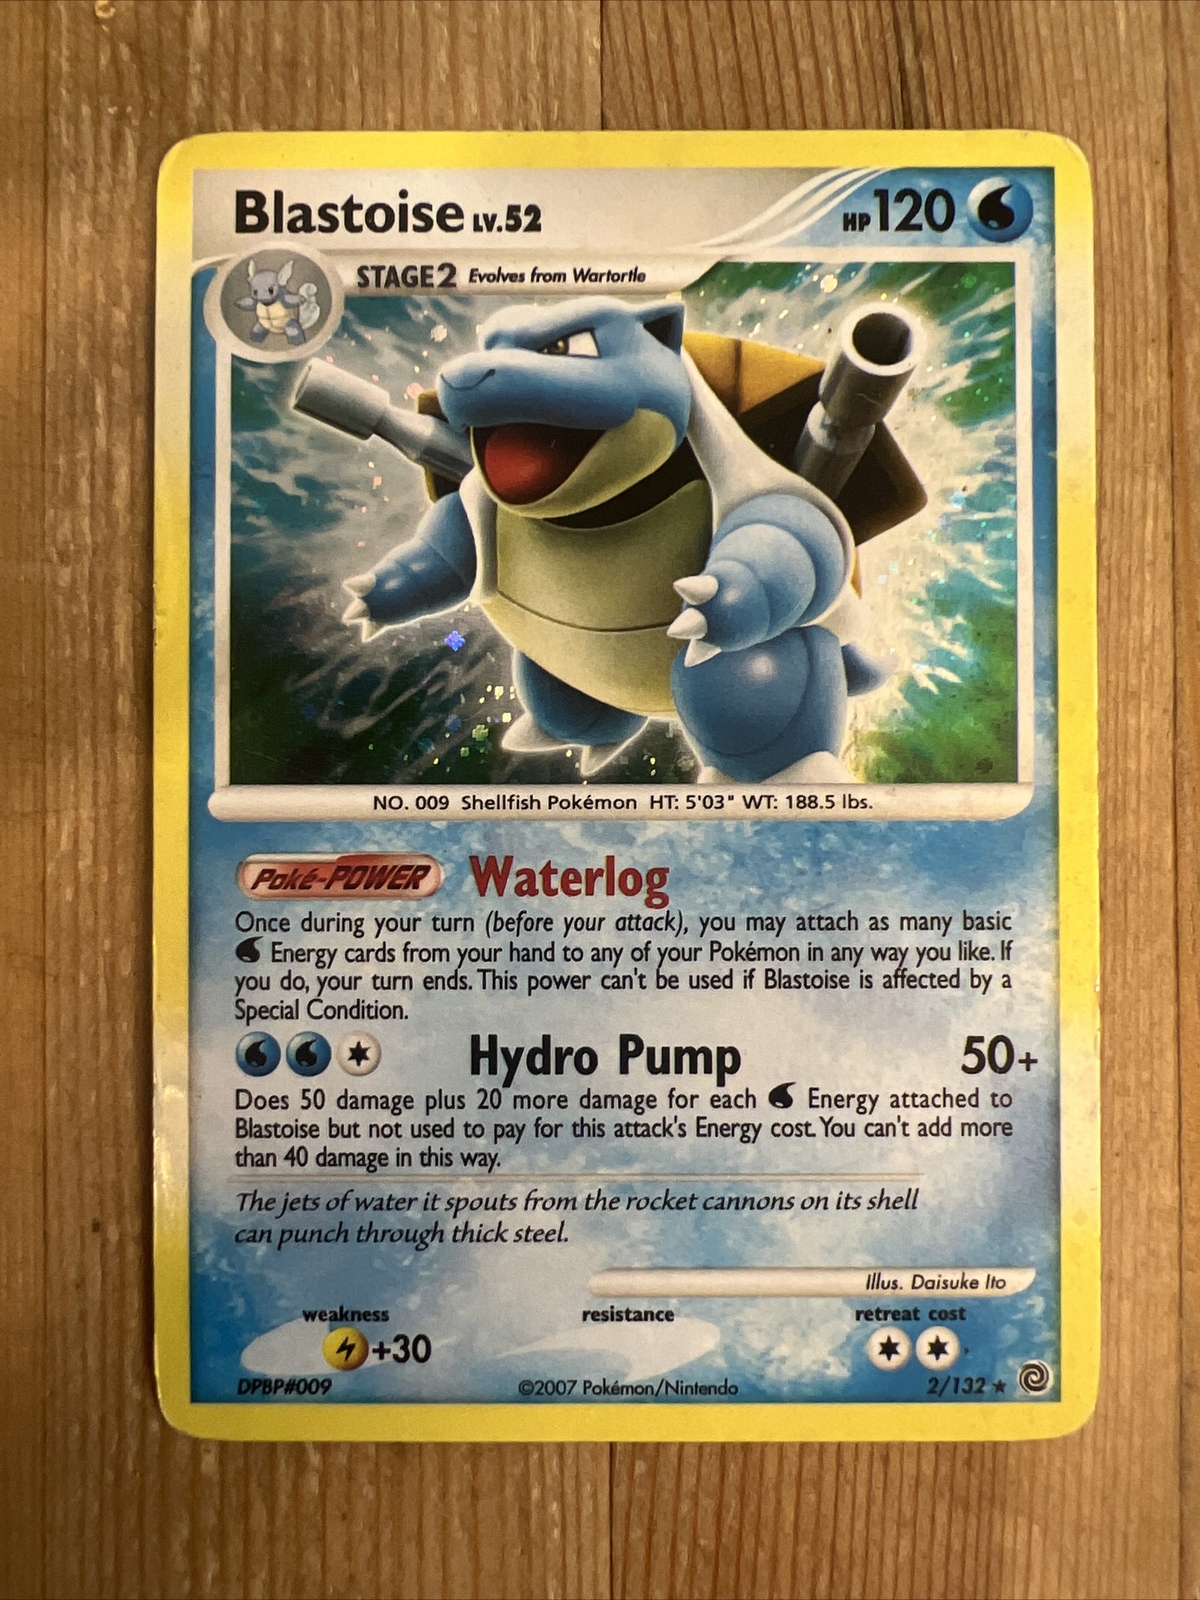 Blastoise LV.52 HP 120
STAGE2 Evolves from Wartortle
NO. 009 Shellfish Pokémon HT: 5'03" WT: 188.5 lbs.
Poké-POWER Waterlog
Once during your turn (before your attack), you may attach as many basic
Energy cards from your hand to any of your Pokémon in any way you like. If
you do, your turn ends. This power can't be used if Blastoise is affected by a
Special Condition.
Hydro Pump 50+
Does 50 damage plus 20 more damage for each Energy attached to
Blastoise but not used to pay for this attack's Energy cost. You can't add more
than 40 damage in this way.
The jets of water it spouts from the rocket cannons on its shell
can punch through thick steel.
Illus. Daisuke Ito
weakness resistance retreat cost
+30
DPBP#009 ©2007 Pokémon/Nintendo 2/132 ★